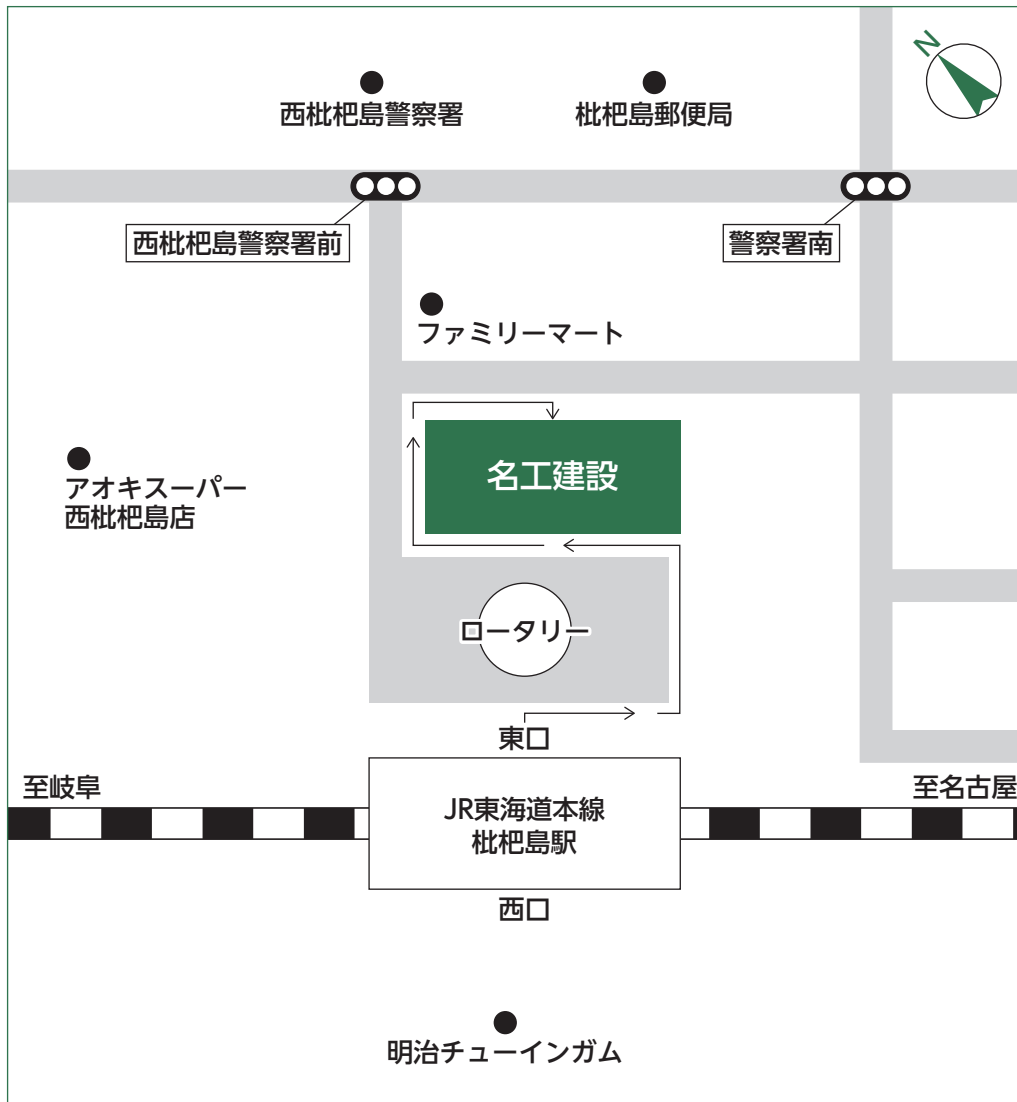 N
西枇杷島警察署
枇杷島郵便局
西枇杷島警察署前
警察署南
ファミリーマート
名工建設
アオキスーパー
西枇杷島店
ロータリー
東口
至岐阜
至名古屋
JR東海道本線
枇杷島駅
西口
明治チューインガム